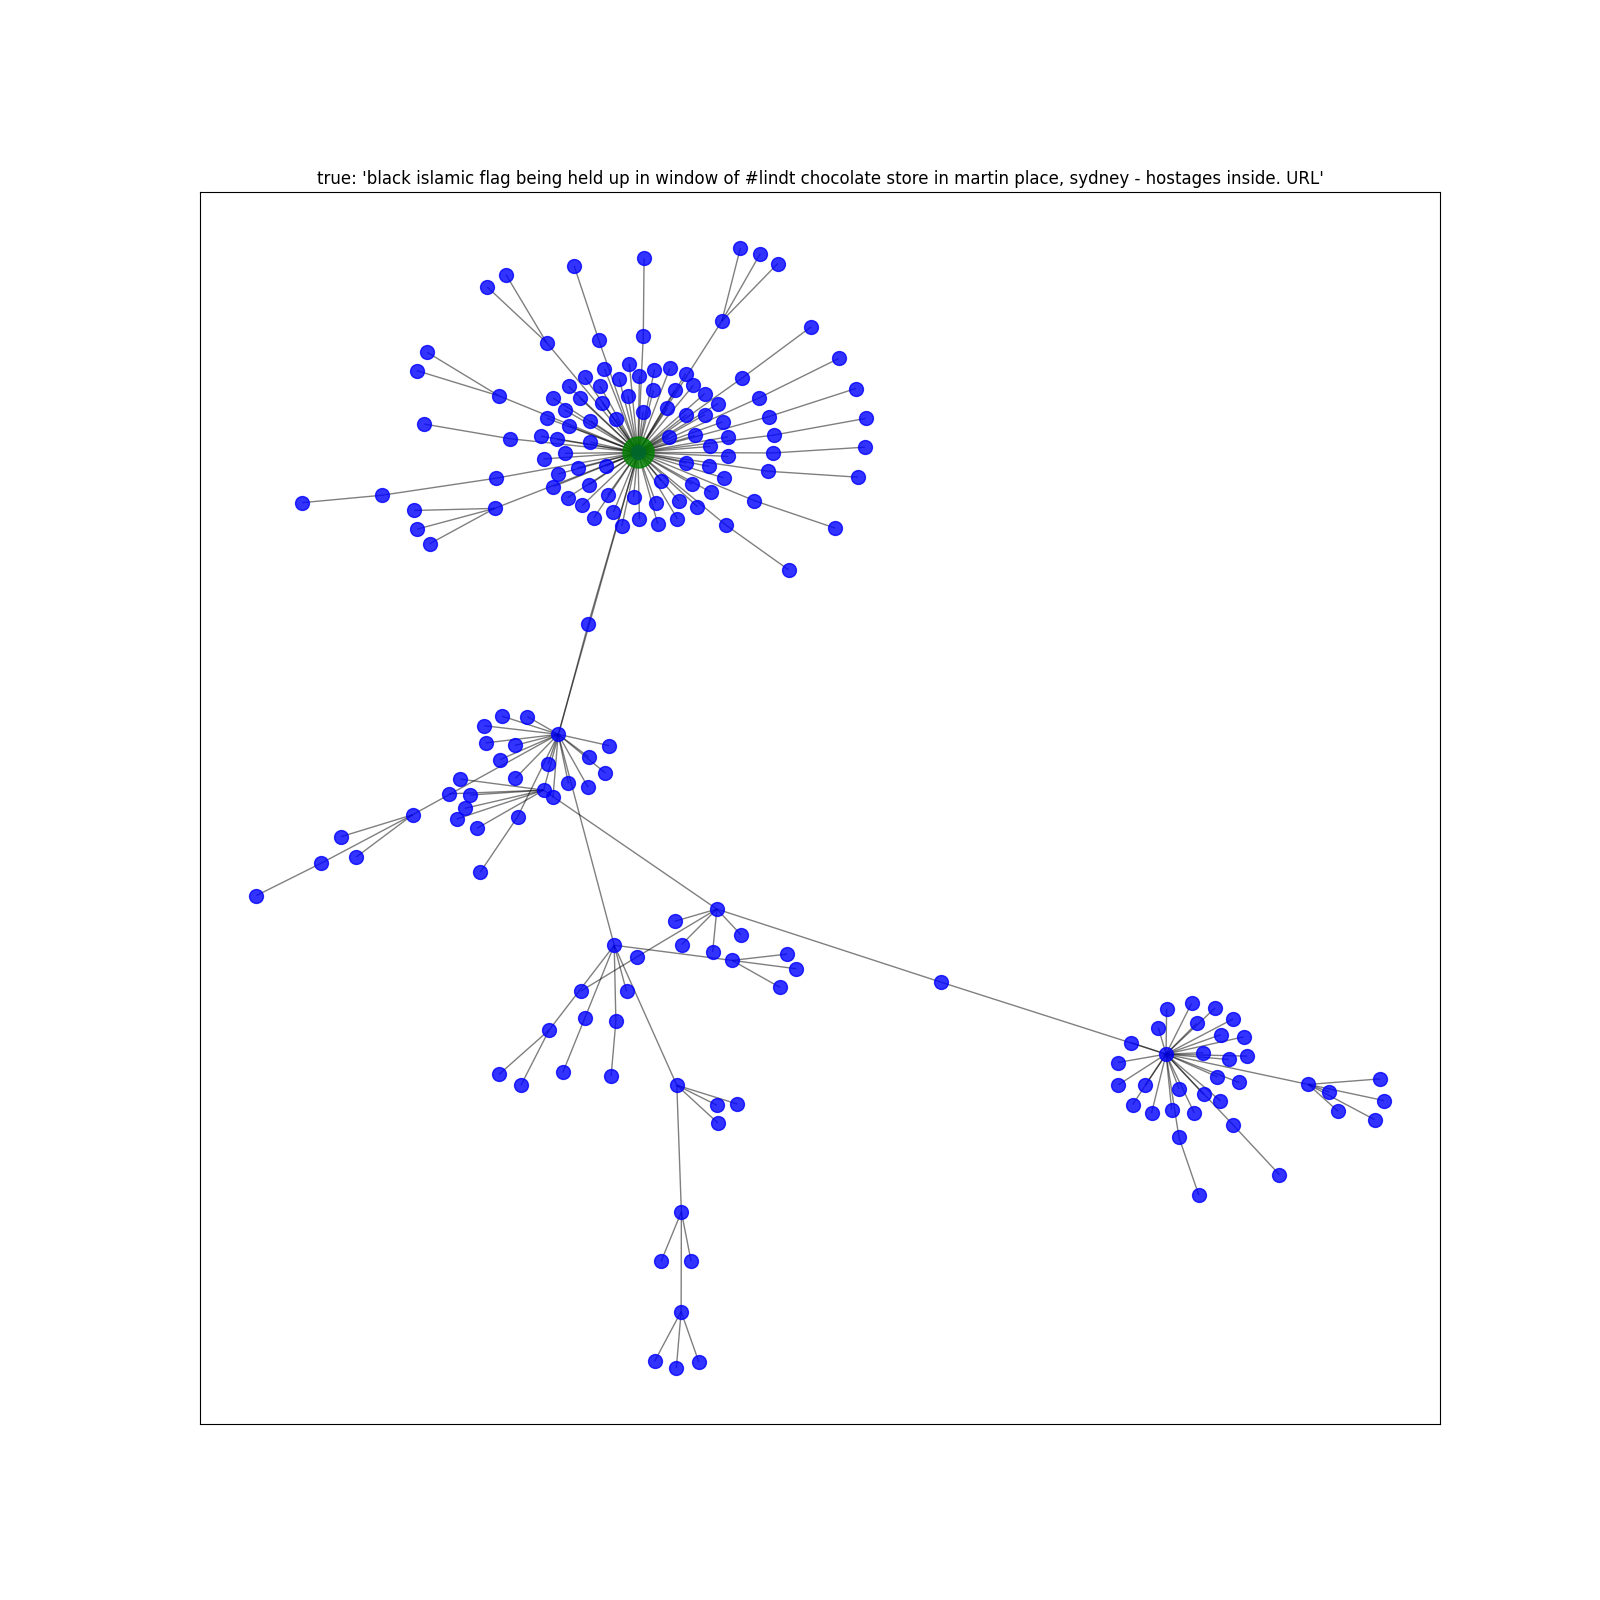 true: 'black islamic flag being held up in window of #lindt chocolate store in martin place, sydney - hostages inside. URL'